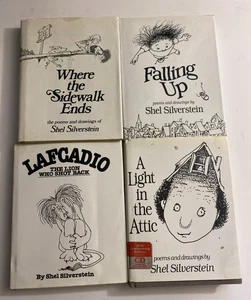 Where
the
Sidewalk
Ends
the poems and drawings of
Shel Silverstein
Falling
Up
poems and drawings by
Shel Silverstein
LAFCADIO
THE LION
WHO SHOT BACK
By Shel Silverstein
A
Light
in the
Attic
CD
poems and drawings by
Shel Silverstein